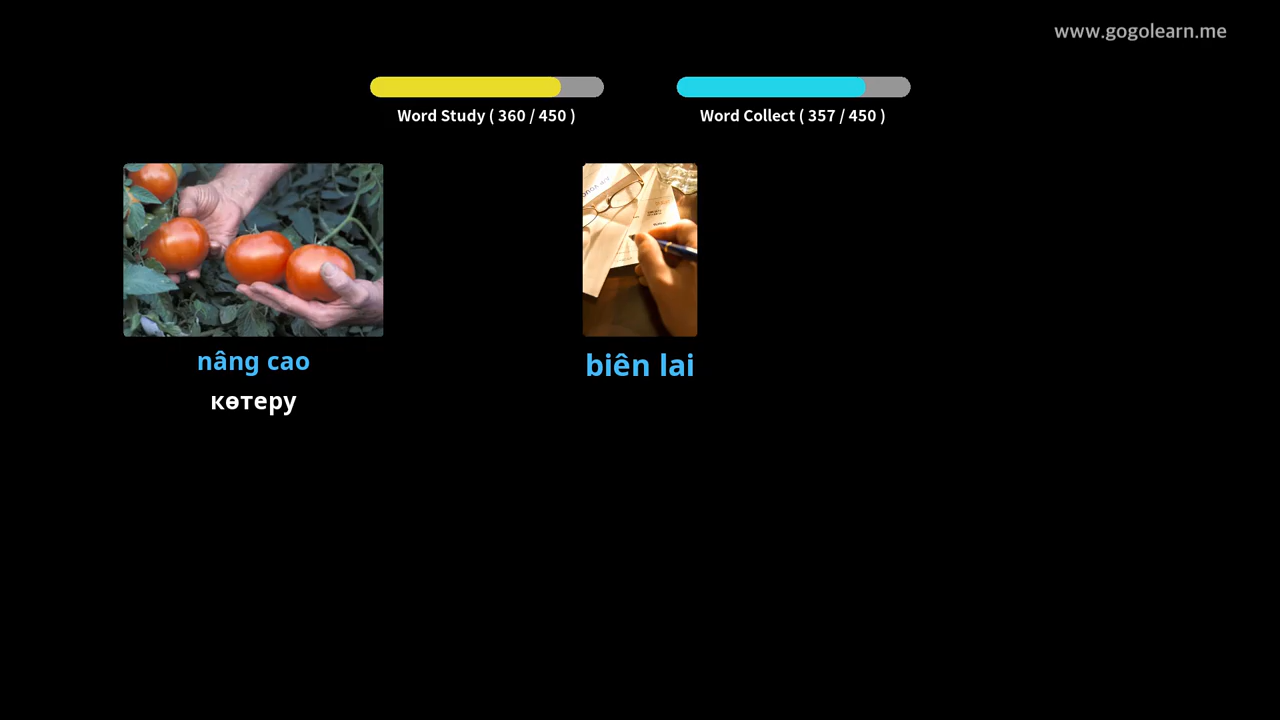 www.gogolearn.me
Word Study ( 360 / 450 )
Word Collect ( 357 / 450 )
nâng cao
көтеру
biên lai